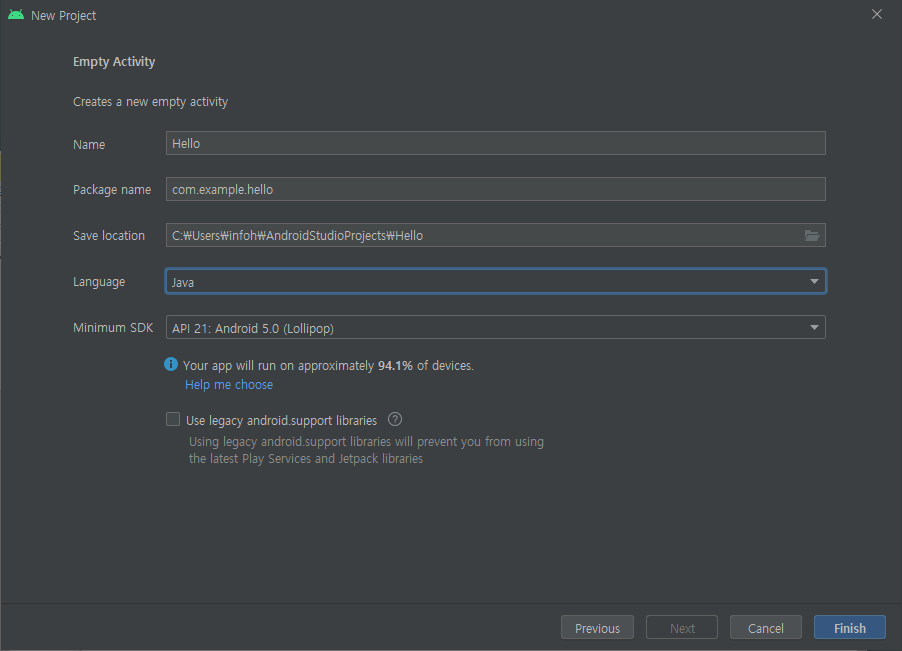 New Project
Empty Activity
Creates a new empty activity
Name Hello
Package name com.example.hello
Save location C:₩Users₩infoh₩AndroidStudioProjects₩Hello
Language Java
Minimum SDK API 21: Android 5.0 (Lollipop)
Your app will run on approximately 94.1% of devices.
Help me choose
Use legacy android.support libraries ?
Using legacy android.support libraries will prevent you from using
the latest Play Services and Jetpack libraries
Previous Next Cancel Finish